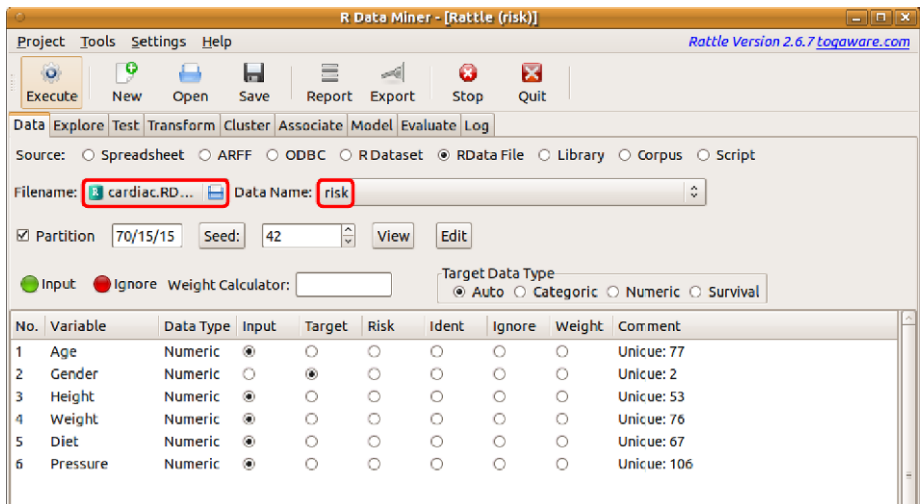 R Data Miner - [Rattle (risk)]
Project Tools Settings Help Rattle Version 2.6.7 togaware.com
Execute New Open Save Report Export Stop Quit
Data Explore Test Transform Cluster Associate Model Evaluate Log
Source: Spreadsheet ARFF ODBC R Dataset RData File Library Corpus Script
Filename: cardiac.RD... Data Name: risk
Partition 70/15/15 Seed: 42 View Edit
Target Data Type
Input Ignore Weight Calculator: Auto Categoric Numeric Survival
No. Variable Data Type Input Target Risk Ident Ignore Weight Comment
1 Age Numeric Unicue: 77
2 Gender Numeric Unicue: 2
3 Height Numeric Unicue: 53
4 Weight Numeric Unicue: 76
5 Diet Numeric Unicue: 67
6 Pressure Numeric Unicue: 106